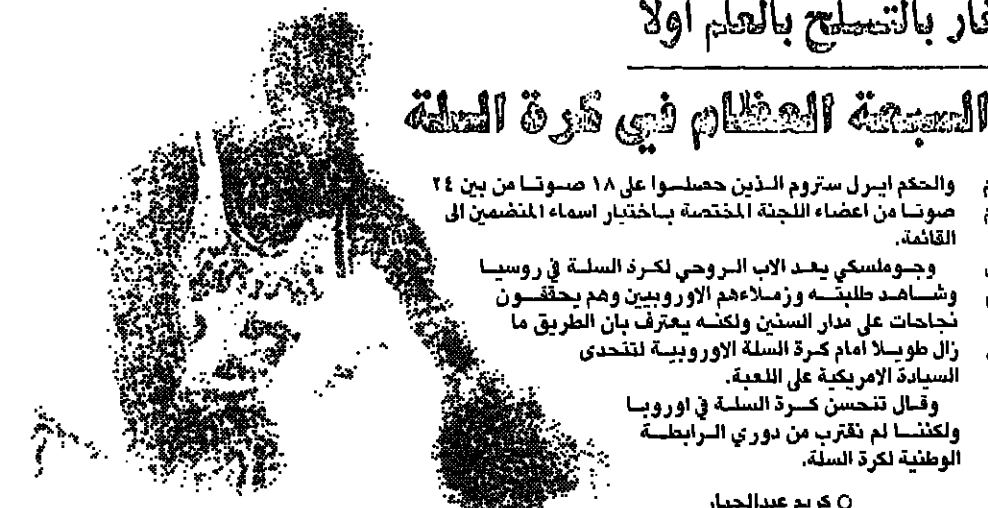 بالتسلح بالعلم اولا
السبعة العظام في كرة السلة
والحكم ايرل ستروم الذين حصلوا على ١٨ صوتا من بين ٢٤
صوتا من اعضاء اللجنة المختصة باختيار اسماء المنضمين الى
القائمة.
وجوملسكي يعد الاب الروحي لكرة السلة في روسيا
وشاهد طلبته وزملاءهم الاوروبيين وهم يحققون
نجاحات على مدار السنين ولكنه يعترف بان الطريق ما
زال طويلا امام كرة السلة الاوروبية لتتحدى
السيادة الامريكية على اللعبة.
وقال تتحسن كرة السلة في اوروبا
ولكننا لم نقترب من دوري الرابطة
الوطنية لكرة السلة.
O كريم عبدالجبار